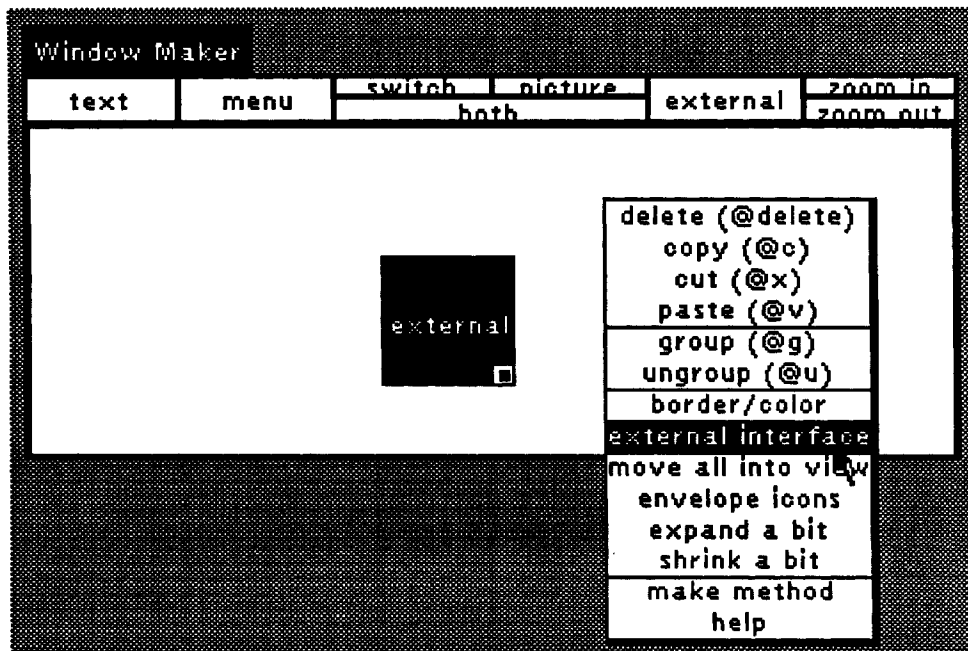 Window Maker
text menu switch picture external zoom in
both zoom out
external
delete (@delete)
copy (@c)
cut (@x)
paste (@v)
group (@g)
ungroup (@u)
border/color
external interface
move all into view
envelope icons
expand a bit
shrink a bit
make method
help